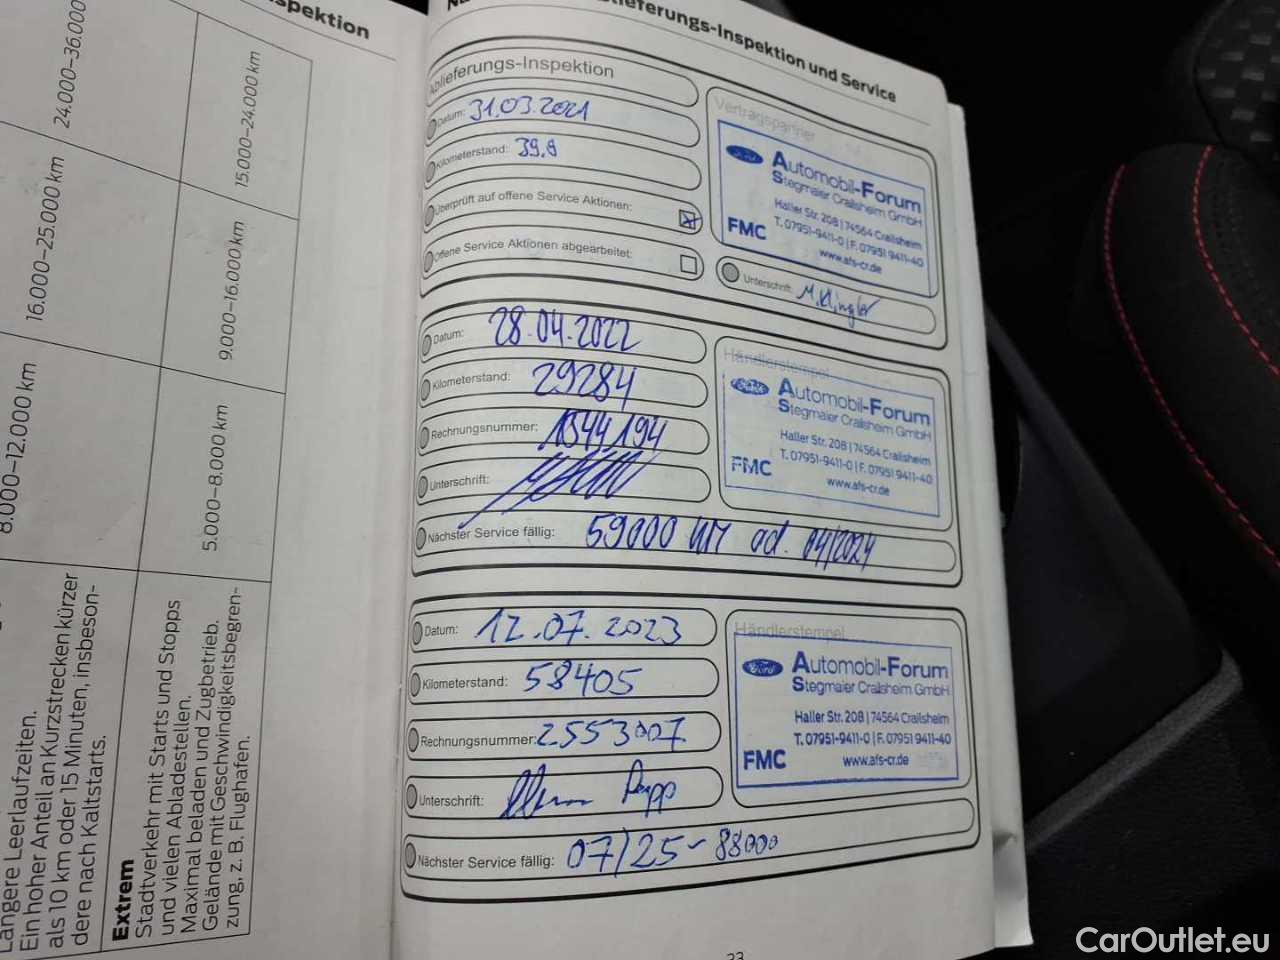 spektion
24.000–36.000
15.000–24.000 km
16.000–25.000 km
9.000–16.000 km
8.000–12.000 km
5.000–8.000 km
Längere Leerlaufzeiten.
Ein hoher Anteil an Kurzstrecken kürzer
als 10 km oder 15 Minuten, insbeson-
dere nach Kaltstarts.
Extrem
Stadtverkehr mit Starts und Stopps
und vielen Abladestellen.
Maximal beladen und Zugbetrieb.
Gelände mit Geschwindigkeitsbegren-
zung, z. B. Flughafen.
lieferungs-Inspektion und Service
Ablieferungs-Inspektion
Datum: 31.03.2021
Kilometerstand: 39.8
Überprüft auf offene Service Aktionen:
Offene Service Aktionen abgearbeitet:
Vertragspartner
Ford Automobil-Forum
Stegmaier Crailsheim GmbH
Haller Str. 208 | 74564 Crailsheim
T. 07951-9411-0 | F. 07951 9411-40
FMC www.afs-cr.de
Unterschrift: M. Klingler
Datum: 28.04.2022
Kilometerstand: 29284
Rechnungsnummer: 1544194
Unterschrift:
Nächster Service fällig: 59000 KM od. 04/2024
Händlerstempel
Ford Automobil-Forum
Stegmaier Crailsheim GmbH
Haller Str. 208 | 74564 Crailsheim
T. 07951-9411-0 | F. 07951 9411-40
FMC www.afs-cr.de
Datum: 12.07.2023
Kilometerstand: 58405
Rechnungsnummer: 2553007
Unterschrift:
Nächster Service fällig: 07/25 - 88000
Händlerstempel
Ford Automobil-Forum
Stegmaier Crailsheim GmbH
Haller Str. 208 | 74564 Crailsheim
T. 07951-9411-0 | F. 07951 9411-40
FMC www.afs-cr.de
23
CarOutlet.eu